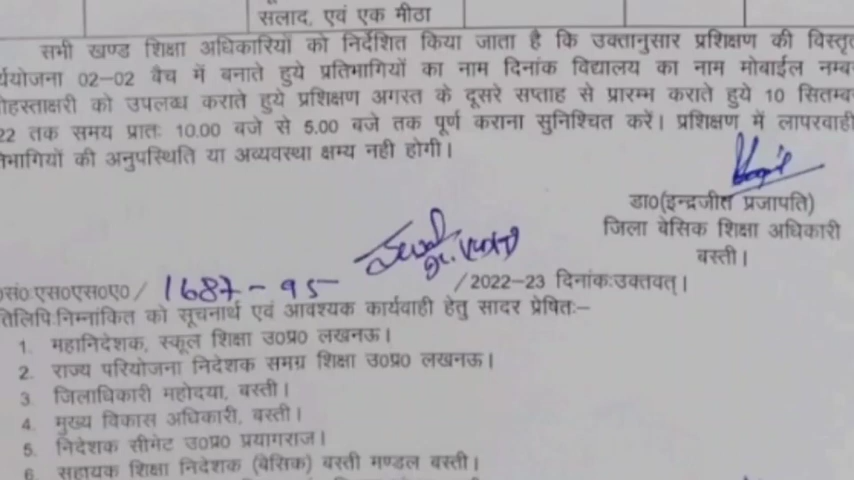 सलाद, एवं एक मीठा
सभी खण्ड शिक्षा अधिकारियों को निर्देशित किया जाता है कि उक्तानुसार प्रशिक्षण की
02-02 बैच में बनाते हुये प्रतिभागियों का नाम दिनांक विद्यालय का नाम मोबाईल
को उपलब्ध कराते हुये प्रशिक्षण अगस्त के दूसरे सप्ताह से प्रारम्भ कराते हुये 10
22 तक समय प्रातः 10.00 बजे से 5.00 बजे तक पूर्ण कराना सुनिश्चित करें। प्रशिक्षण में लापरवाही
की अनुपस्थिति या अव्यवस्था क्षम्य नही होगी।
डा0(इन्द्रजीत प्रजापति)
जिला बेसिक शिक्षा अधिकारी
बस्ती।
0सं0:एस0एस0ए0/ 1687-95 /2022-23 दिनांक:उक्तवत्।
निम्नांकित को सूचनार्थ एवं आवश्यक कार्यवाही हेतु सादर प्रेषितः–
1. महानिदेशक, स्कूल शिक्षा उ0प्र0 लखनऊ।
2. राज्य परियोजना निदेशक समग्र शिक्षा उ0प्र0 लखनऊ।
3. जिलाधिकारी महोदया, बस्ती।
4. मुख्य विकास अधिकारी, बस्ती।
5. निदेशक सीमेट उ0प्र0 प्रयागराज।
6. सहायक शिक्षा निदेशक (बेसिक) बस्ती मण्डल बस्ती।